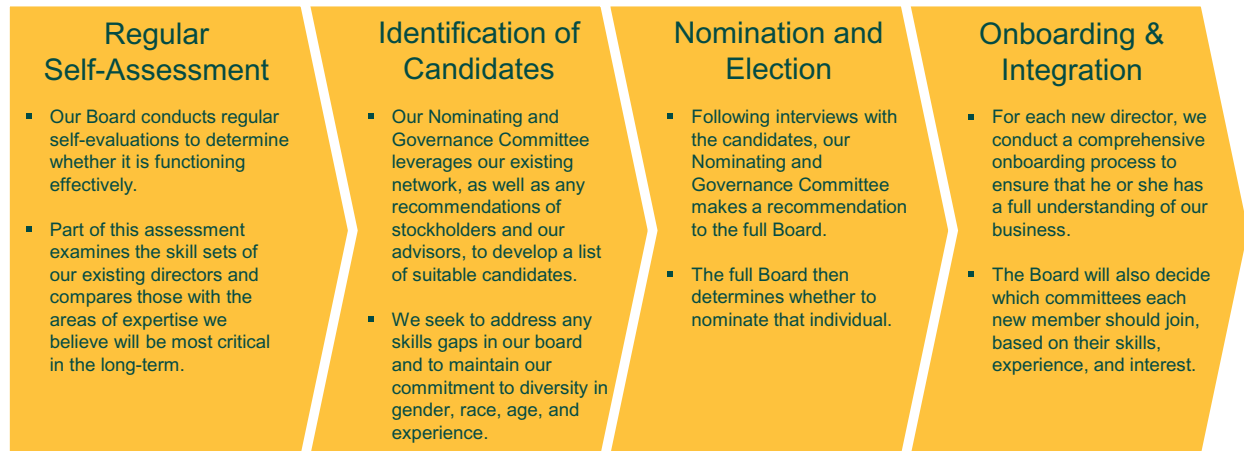 Regular
Self-Assessment
▪ Our Board conducts regular
self-evaluations to determine
whether it is functioning
effectively.
▪ Part of this assessment
examines the skill sets of
our existing directors and
compares those with the
areas of expertise we
believe will be most critical
in the long-term.
Identification of
Candidates
▪ Our Nominating and
Governance Committee
leverages our existing
network, as well as any
recommendations of
stockholders and our
advisors, to develop a list
of suitable candidates.
▪ We seek to address any
skills gaps in our board
and to maintain our
commitment to diversity in
gender, race, age, and
experience.
Nomination and
Election
▪ Following interviews with
the candidates, our
Nominating and
Governance Committee
makes a recommendation
to the full Board.
▪ The full Board then
determines whether to
nominate that individual.
Onboarding &
Integration
▪ For each new director, we
conduct a comprehensive
onboarding process to
ensure that he or she has
a full understanding of our
business.
▪ The Board will also decide
which committees each
new member should join,
based on their skills,
experience, and interest.